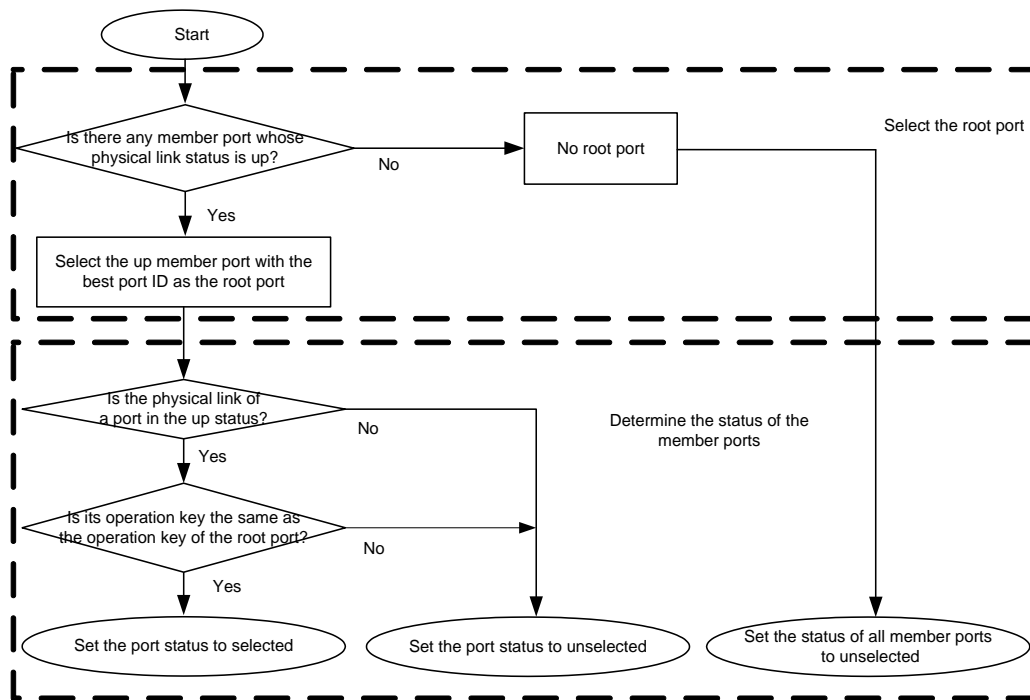 Start
Is there any member port whose
physical link status is up?
No
No root port
Select the root port
Yes
Select the up member port with the
best port ID as the root port
Is the physical link of
a port in the up status?
No
Determine the status of the
member ports
Yes
Is its operation key the same as
the operation key of the root port?
No
Yes
Set the port status to selected
Set the port status to unselected
Set the status of all member ports
to unselected